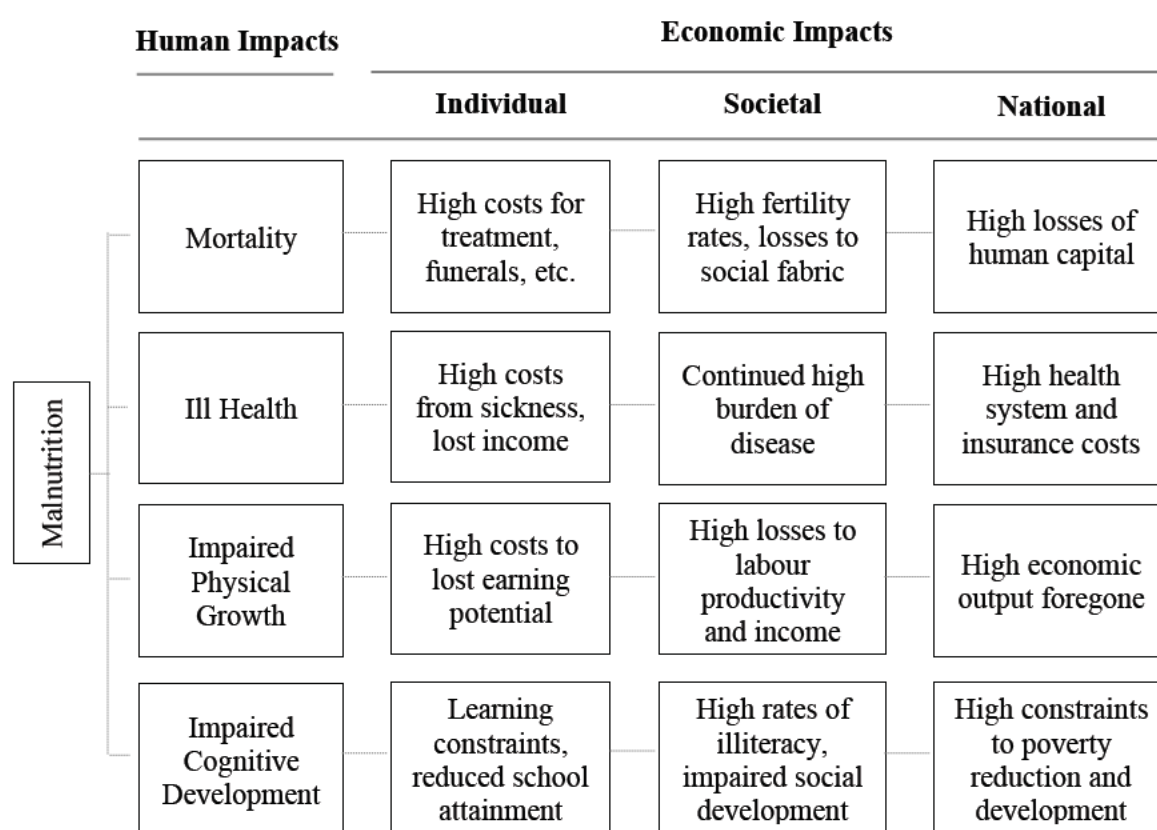 Human Impacts
Economic Impacts
Individual
Societal
National
Malnutrition
Mortality
High costs for
treatment,
funerals, etc.
High fertility
rates, losses to
social fabric
High losses of
human capital
Ill Health
High costs
from sickness,
lost income
Continued high
burden of
disease
High health
system and
insurance costs
Impaired
Physical
Growth
High costs to
lost earning
potential
High losses to
labour
productivity
and income
High economic
output foregone
Impaired
Cognitive
Development
Learning
constraints,
reduced school
attainment
High rates of
illiteracy,
impaired social
development
High constraints
to poverty
reduction and
development